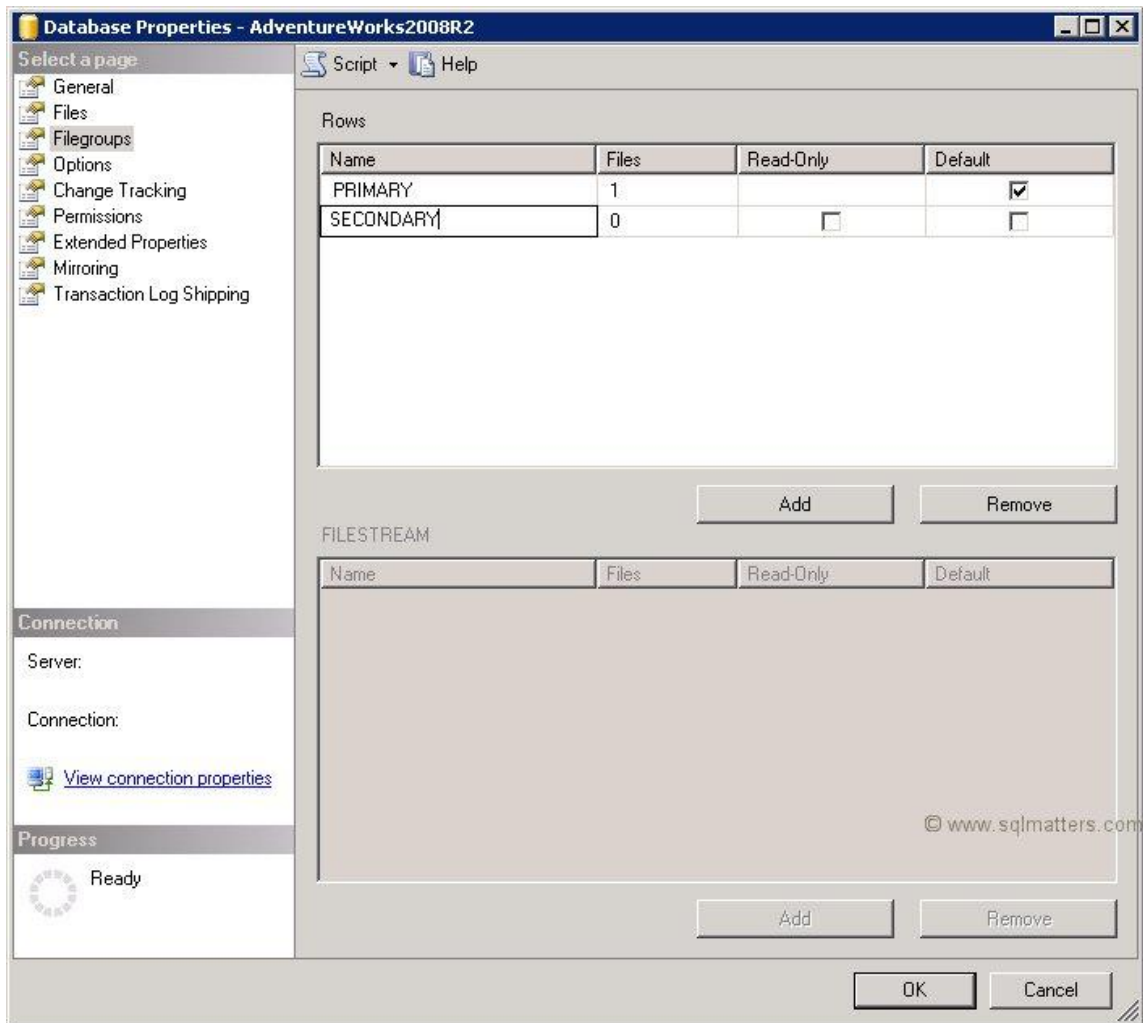 Database Properties - AdventureWorks2008R2
Select a page
General
Files
Filegroups
Options
Change Tracking
Permissions
Extended Properties
Mirroring
Transaction Log Shipping
Script Help
Rows
Name Files Read-Only Default
PRIMARY 1
SECONDARY 0
Add Remove
FILESTREAM
Name Files Read-Only Default
Connection
Server:
Connection:
View connection properties
Progress
Ready
© www.sqlmatters.com
Add Remove
OK Cancel